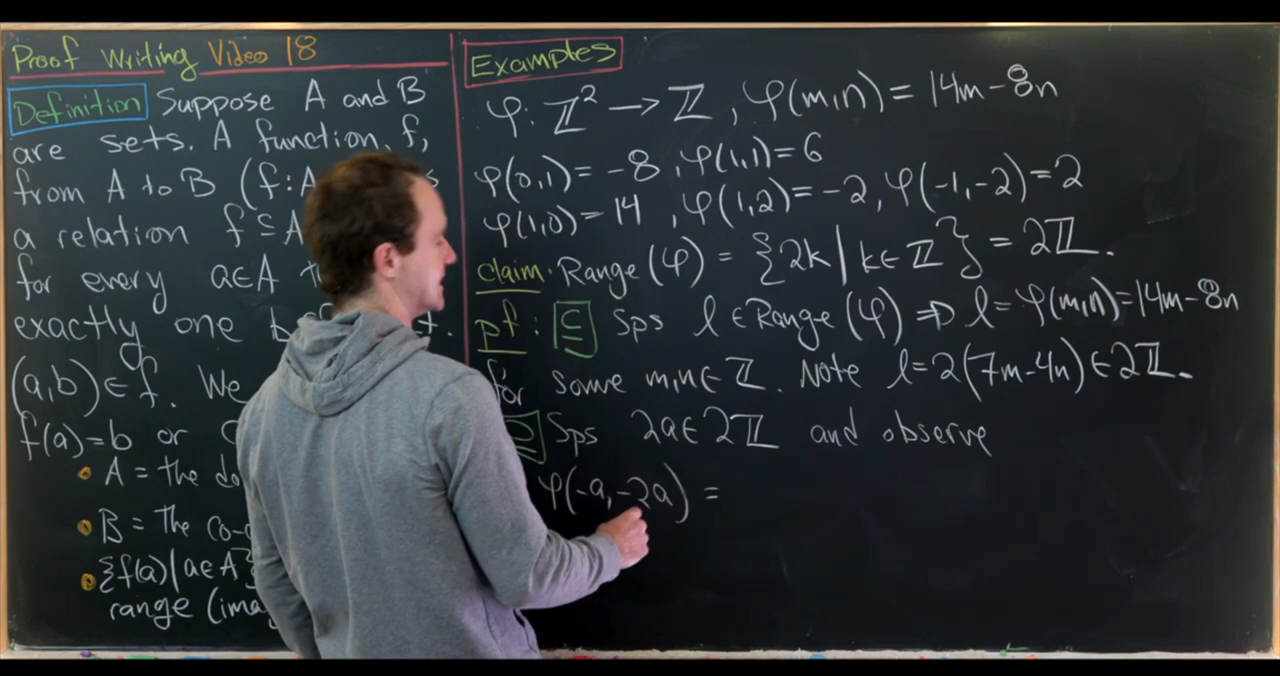 Proof Writing Video 18
Definition Suppose A and B
are sets. A function, f,
from A to B (f: A
a relation f ⊆ A
for every a∈A
exactly one b
(a,b) ∈ f. We
f(a)=b or
• A = the
• B = the co-
• {f(a) | a∈A}
range
Examples
φ: ℤ² → ℤ, φ(m,n) = 14m-8n
φ(0,1) = -8, φ(1,1) = 6
φ(1,0) = 14, φ(1,2) = -2, φ(-1,-2) = 2
claim: Range(φ) = {2k | k∈ℤ} = 2ℤ.
pf: ⊆ Sps l ∈ Range(φ) ⇒ l = φ(m,n) = 14m-8n
for some m,n ∈ ℤ. Note l = 2(7m-4n) ∈ 2ℤ.
⊇ Sps 2a ∈ 2ℤ and observe
φ(-a,-2a) =